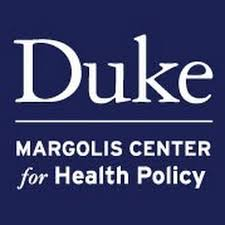 Duke
MARGOLIS CENTER
for Health Policy